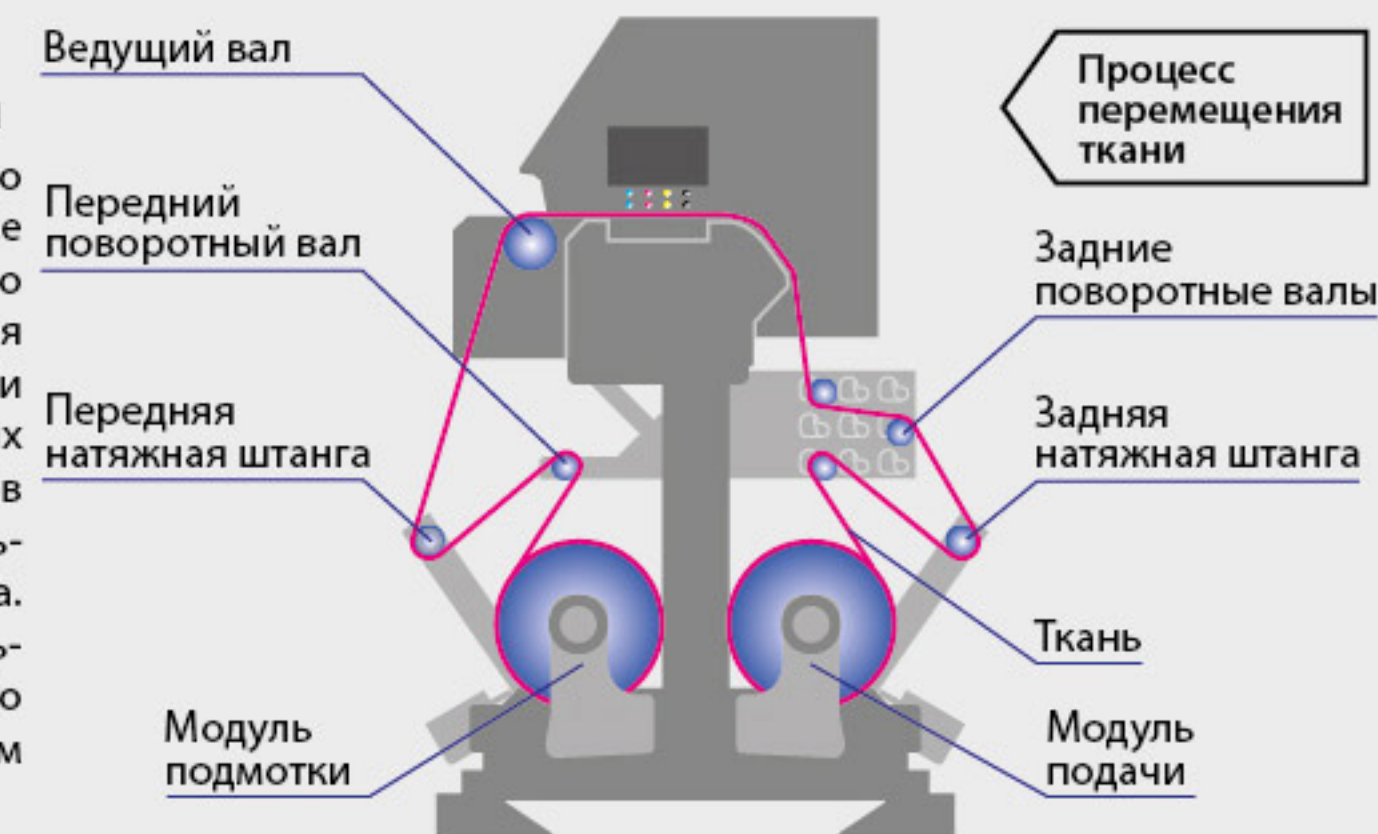 Ведущий вал
Процесс
перемещения
ткани
Передний
поворотный вал
Задние
поворотные валы
Передняя
натяжная штанга
Задняя
натяжная штанга
Ткань
Модуль
подмотки
Модуль
подачи